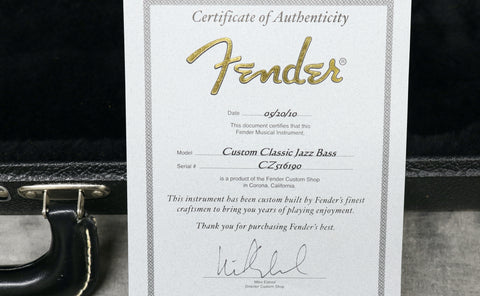 Certificate of Authenticity
Fender®
Date 05/20/10
This document certifies that this
Fender Musical Instrument,
Model Custom Classic Jazz Bass
Serial # CZ516190
is a product of the Fender Custom Shop
in Corona, California.
This instrument has been custom built by Fender's finest
craftsmen to bring you years of playing enjoyment.
Thank you for purchasing Fender's best.
Mike Eldred
Director Custom Shop